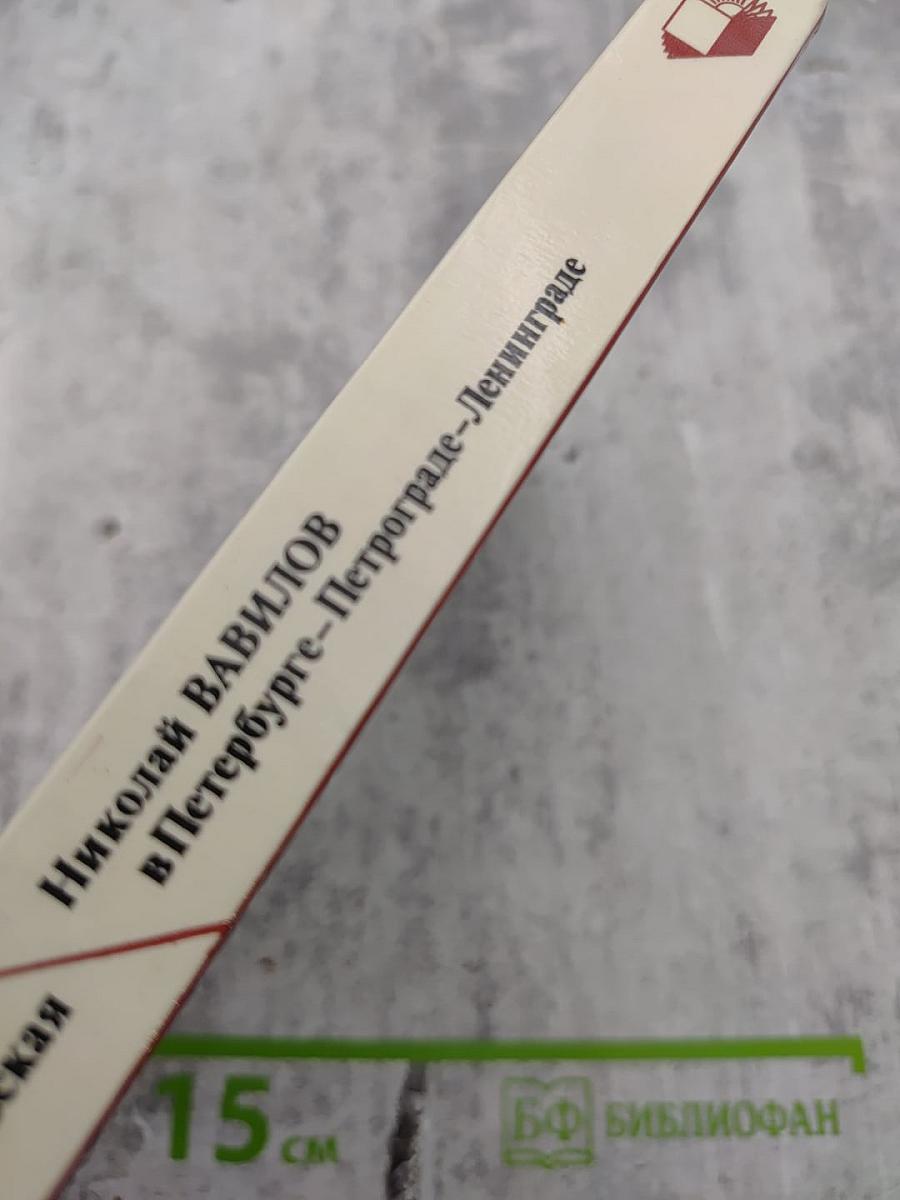 Николай ВАВИЛОВ
в Петербурге–Петрограде–Ленинграде
ская
15 см
БФ БИБЛИОФАН